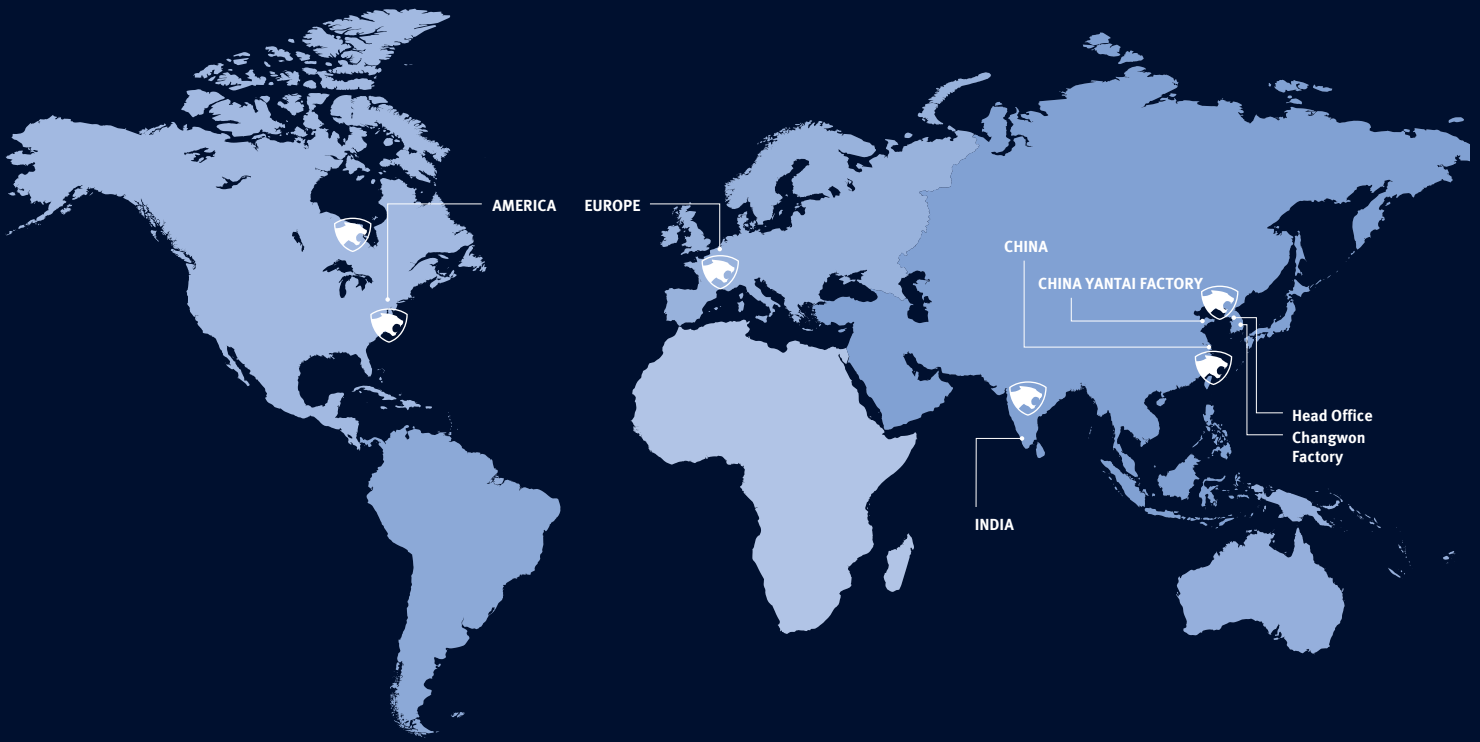 AMERICA
EUROPE
CHINA
CHINA YANTAI FACTORY
Head Office
Changwon
Factory
INDIA